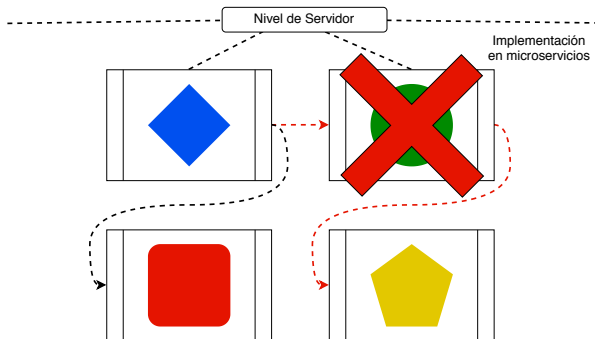 Nivel de Servidor
Implementación
en microservicios